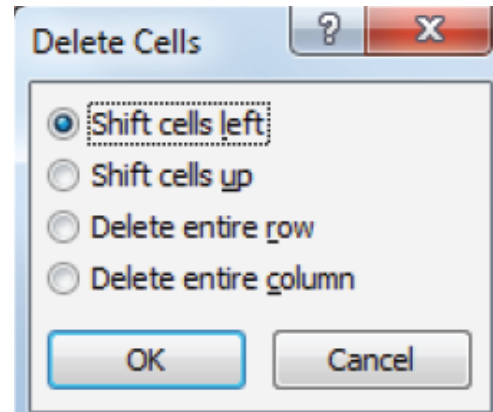 Delete Cells
Shift cells left
Shift cells up
Delete entire row
Delete entire column
OK Cancel